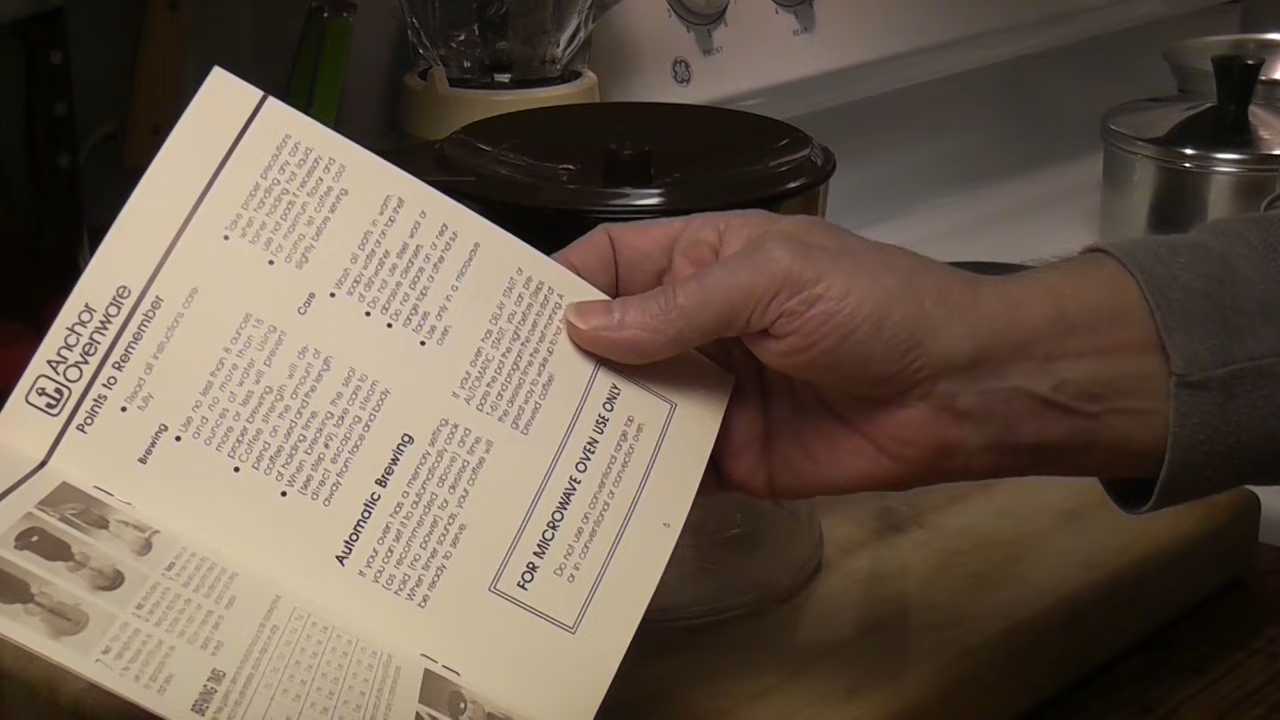 Anchor
Ovenware
Points to Remember
• Read all instructions care-
fully.
Brewing
• Use no less than 8 ounces
and no more than 15
ounces of water. Using
more or less will prevent
proper brewing.
• Coffee strength will de-
pend on the amount of
coffee used and the length
of holding time.
• When breaking the seal
(see step #9), take care to
direct escaping steam
away from face and body.
• Take proper precautions
when handling any con-
tainer holding hot liquid,
use hot pads if necessary
• For maximum flavor and
aroma, let coffee cool
slightly before serving.
Care
• Wash all parts in warm,
soapy water or on top shelf
of dishwasher.
• Do not use steel wool or
abrasive cleansers.
• Do not place on or near
range tops, or other hot sur-
faces.
• Use only in a microwave
oven.
Automatic Brewing
If your oven has a memory setting,
you can set it to automatically cook
(as recommended above) and
hold (no power) for desired time.
When timer sounds, your coffee will
be ready to serve.
If your oven has DELAY START or
AUTOMATIC START, you can pre-
pare the pot the night before (Steps
1-6) and program the oven to start at
the desired time the next morning. A
great way to wake up to hot
brewed coffee!
FOR MICROWAVE OVEN USE ONLY
Do not use on conventional range top
or in conventional or convection oven
5
BREWING TIMES
FRONT
REAR
GE